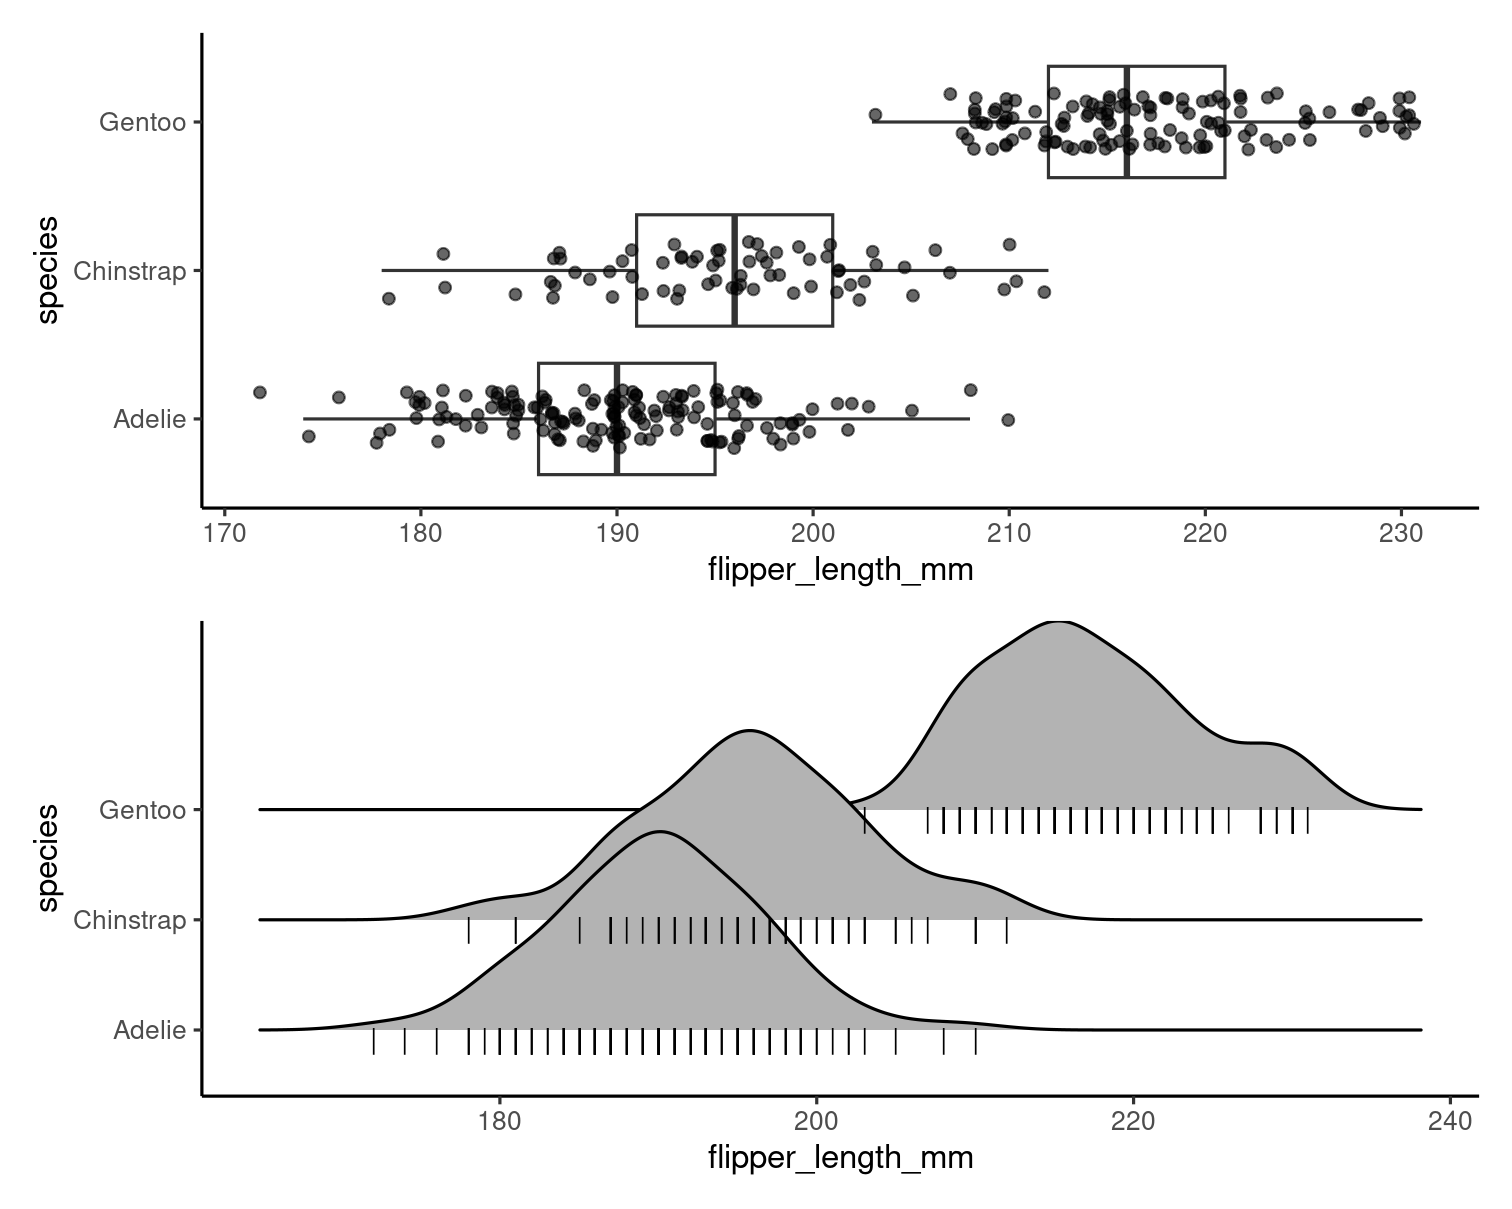 species
Gentoo
Chinstrap
Adelie
170 180 190 200 210 220 230
flipper_length_mm
species
Gentoo
Chinstrap
Adelie
180 200 220 240
flipper_length_mm